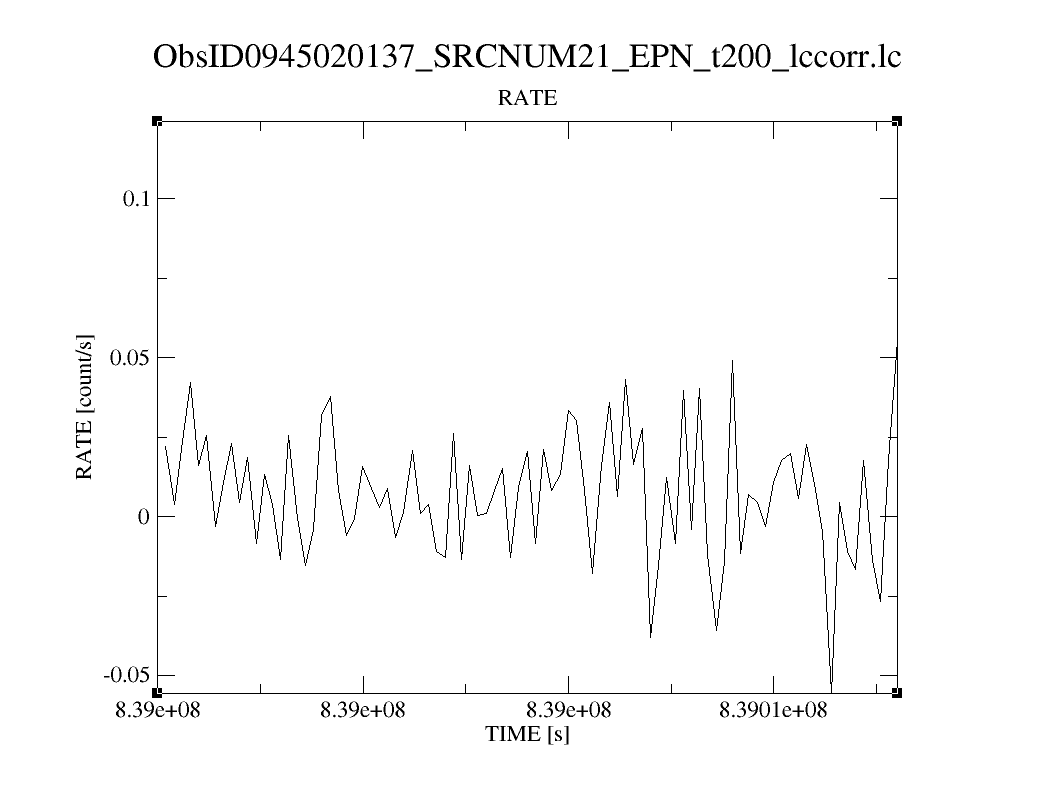 ObsID0945020137_SRCNUM21_EPN_t200_lccorr.lc
RATE
0.1
0.05
0
-0.05
RATE [count/s]
8.39e+08 8.39e+08 8.39e+08 8.3901e+08
TIME [s]